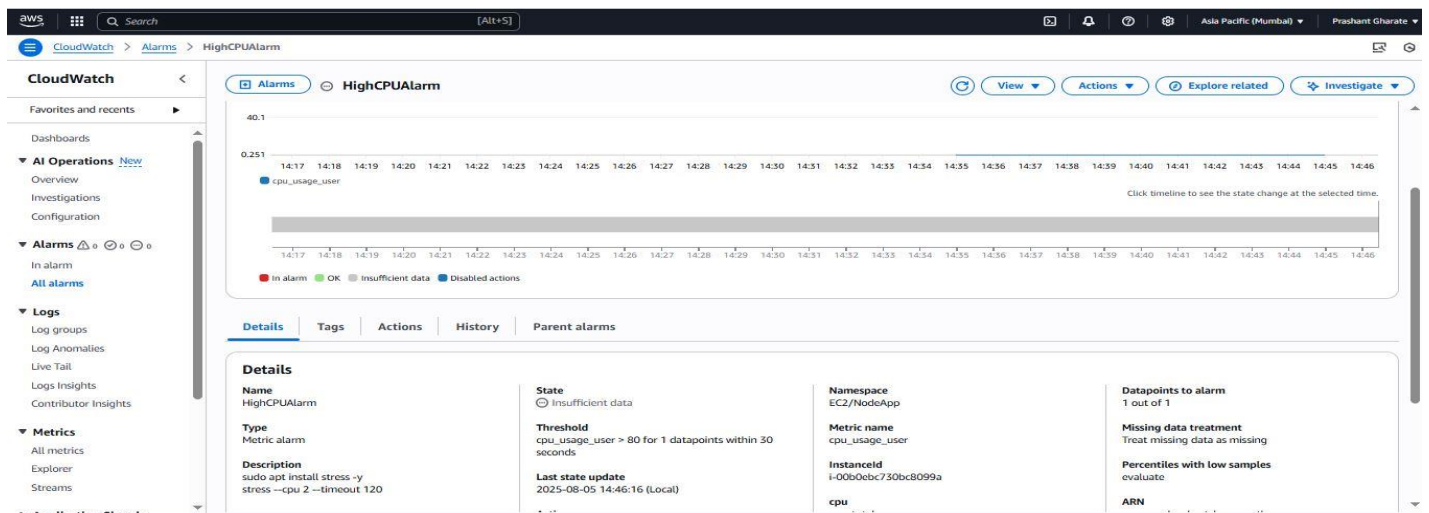 aws
Search [Alt+S]
Asia Pacific (Mumbai)
Prashant Gharate
CloudWatch > Alarms > HighCPUAlarm
CloudWatch
Favorites and recents
Dashboards
AI Operations New
Overview
Investigations
Configuration
Alarms 0 0 0
In alarm
All alarms
Logs
Log groups
Log Anomalies
Live Tail
Logs Insights
Contributor Insights
Metrics
All metrics
Explorer
Streams
Alarms
HighCPUAlarm
View
Actions
Explore related
Investigate
40.1
0.251
14:17 14:18 14:19 14:20 14:21 14:22 14:23 14:24 14:25 14:26 14:27 14:28 14:29 14:30 14:31 14:32 14:33 14:34 14:35 14:36 14:37 14:38 14:39 14:40 14:41 14:42 14:43 14:44 14:45 14:46
cpu_usage_user
Click timeline to see the state change at the selected time.
14:17 14:18 14:19 14:20 14:21 14:22 14:23 14:24 14:25 14:26 14:27 14:28 14:29 14:30 14:31 14:32 14:33 14:34 14:35 14:36 14:37 14:38 14:39 14:40 14:41 14:42 14:43 14:44 14:45 14:46
In alarm OK Insufficient data Disabled actions
Details Tags Actions History Parent alarms
Details
Name
HighCPUAlarm
Type
Metric alarm
Description
sudo apt install stress -y
stress --cpu 2 --timeout 120
State
Insufficient data
Threshold
cpu_usage_user > 80 for 1 datapoints within 30
seconds
Last state update
2025-08-05 14:46:16 (Local)
Namespace
EC2/NodeApp
Metric name
cpu_usage_user
InstanceId
i-00b0ebc730bc8099a
cpu
Datapoints to alarm
1 out of 1
Missing data treatment
Treat missing data as missing
Percentiles with low samples
evaluate
ARN